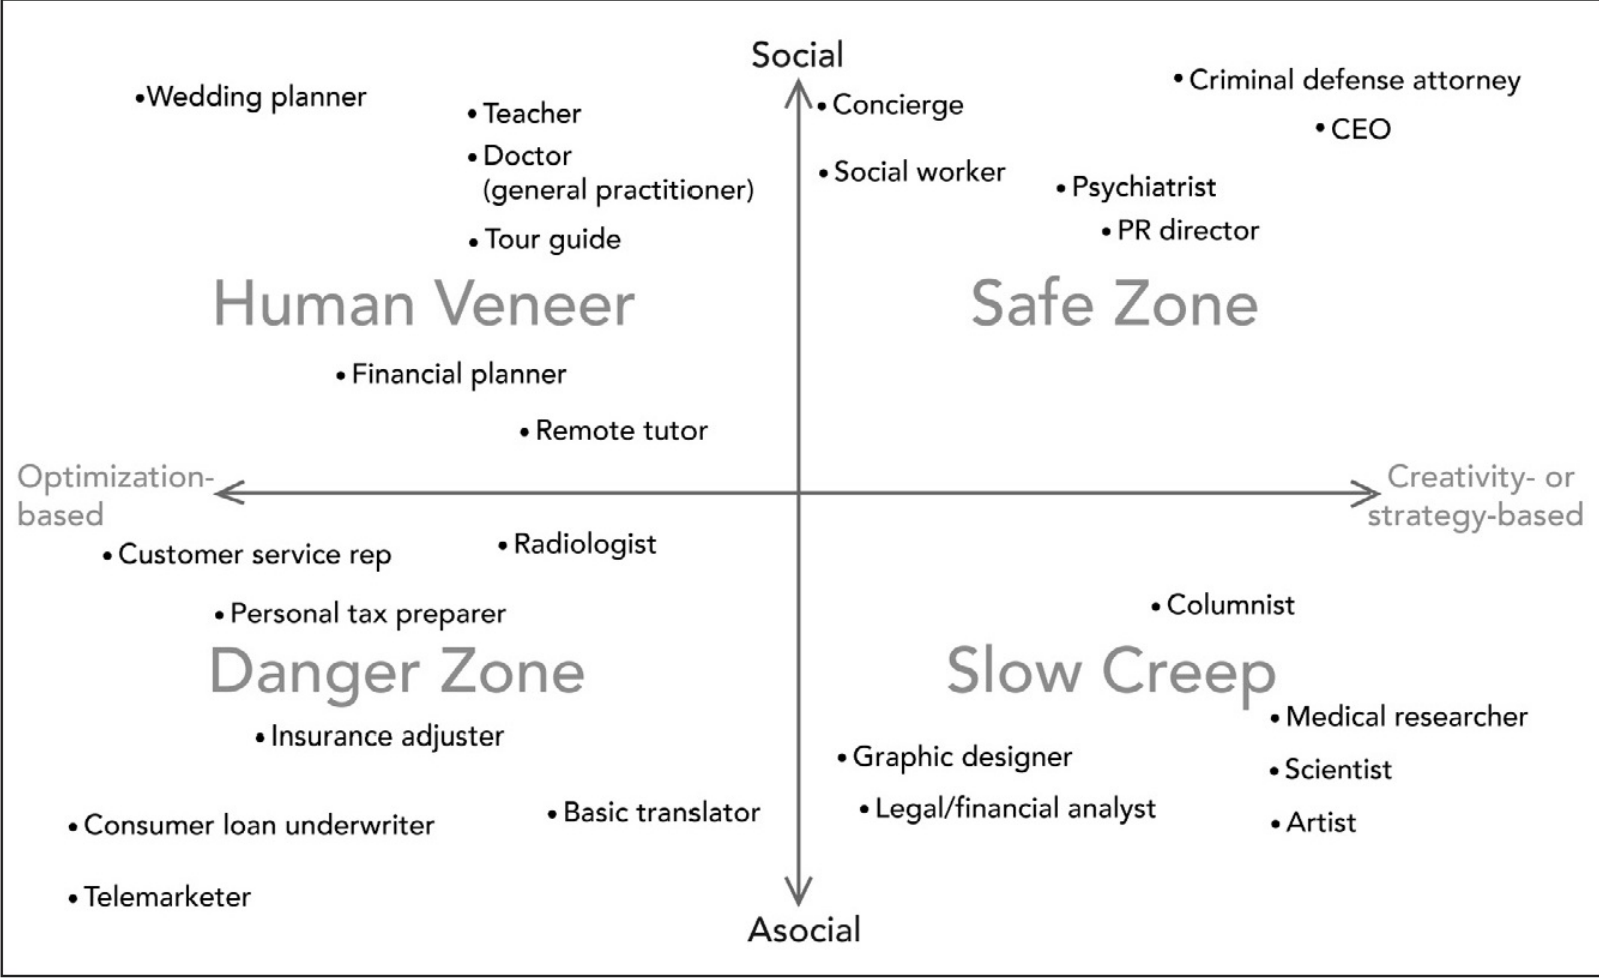 Social
•Wedding planner
• Teacher
• Doctor
(general practitioner)
• Tour guide
Human Veneer
• Financial planner
• Remote tutor
• Concierge
• Social worker
• Criminal defense attorney
• CEO
• Psychiatrist
• PR director
Safe Zone
Optimization-
based
Creativity- or
strategy-based
• Customer service rep
• Radiologist
• Personal tax preparer
Danger Zone
• Insurance adjuster
• Consumer loan underwriter
• Basic translator
• Telemarketer
• Columnist
Slow Creep
• Medical researcher
• Graphic designer
• Scientist
• Legal/financial analyst
• Artist
Asocial